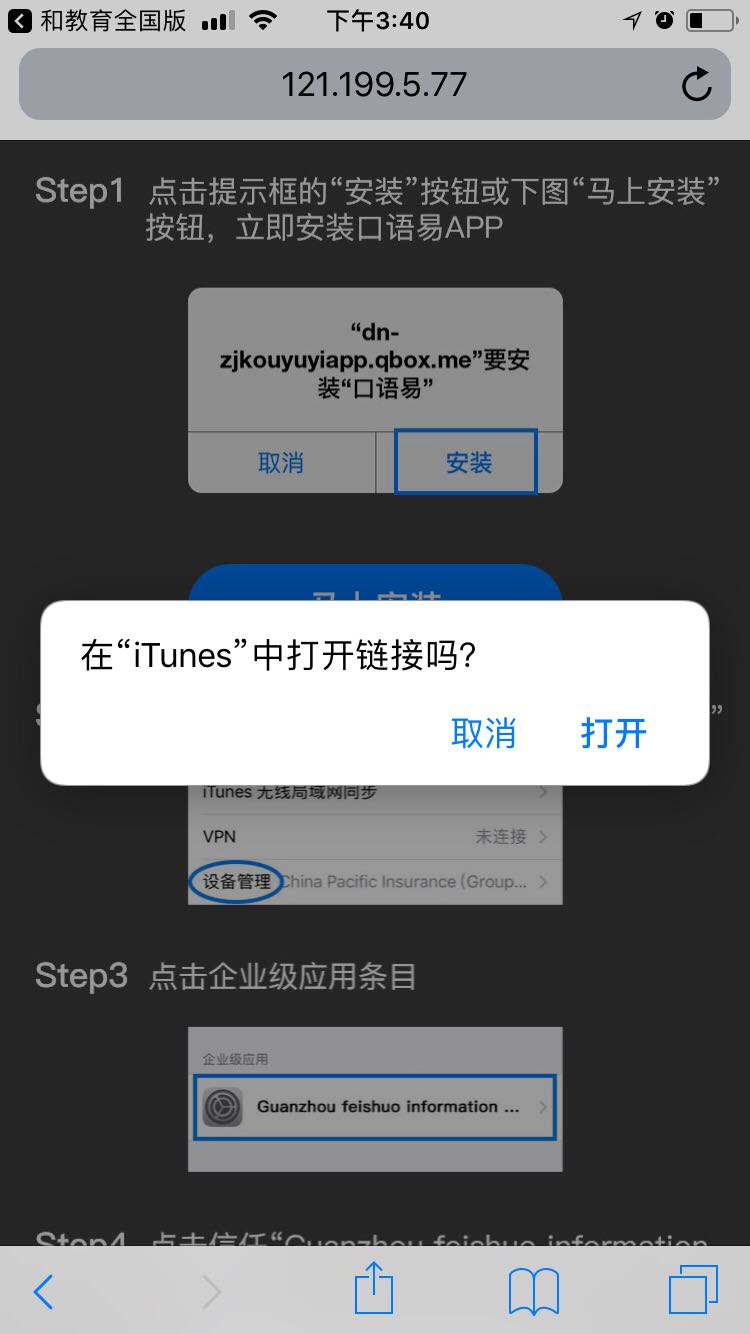 和教育全国版
下午3:40
121.199.5.77
Step1 点击提示框的“安装”按钮或下图“马上安装”
按钮，立即安装口语易APP
“dn-
zjkouyuyiapp.qbox.me”要安
装“口语易”
取消
安装
马上安装
在“iTunes”中打开链接吗?
”
取消
打开
iTunes 无线局域网同步
VPN
未连接
设备管理
China Pacific Insurance (Group...
Step3 点击企业级应用条目
企业级应用
Guanzhou feishuo information ...
Step4 点击信任“Guanzhou feishuo information